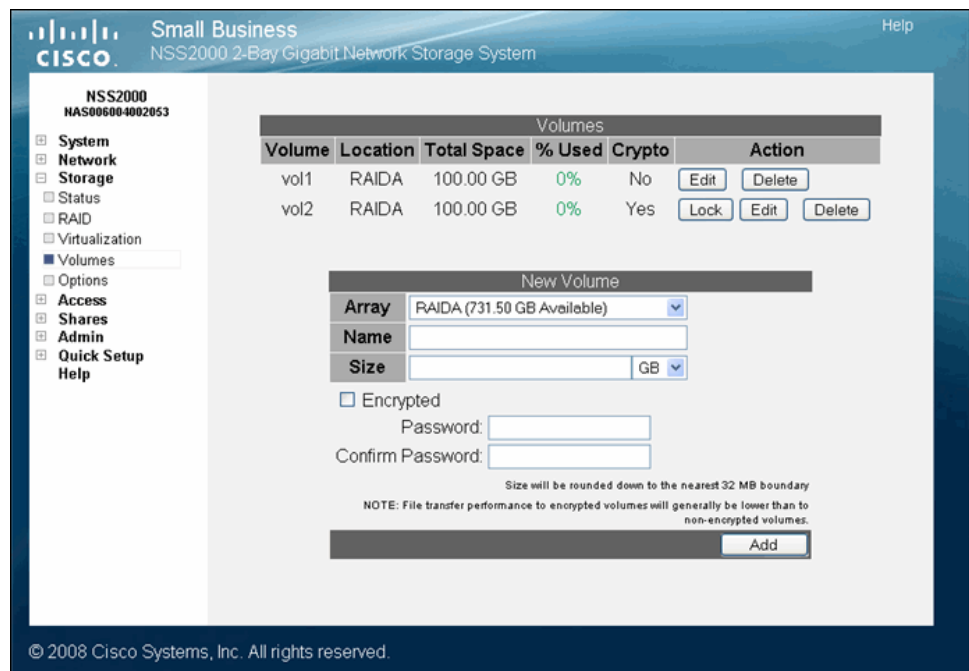 CISCO.
Small Business
Help
NSS2000 2-Bay Gigabit Network Storage System
NSS2000
NAS006004002053
System
Network
Storage
Status
RAID
Virtualization
Volumes
Options
Access
Shares
Admin
Quick Setup
Help
Volumes
Volume Location Total Space % Used Crypto Action
vol1 RAIDA 100.00 GB 0% No Edit Delete
vol2 RAIDA 100.00 GB 0% Yes Lock Edit Delete
New Volume
Array RAIDA (731.50 GB Available)
Name
Size GB
Encrypted
Password:
Confirm Password:
Size will be rounded down to the nearest 32 MB boundary
NOTE: File transfer performance to encrypted volumes will generally be lower than to
non-encrypted volumes.
Add
© 2008 Cisco Systems, Inc. All rights reserved.